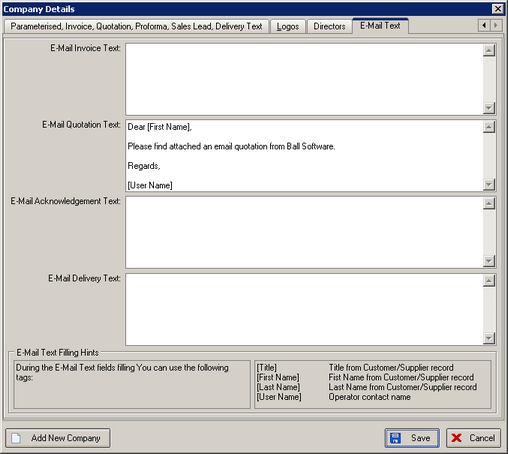 Company Details
Parameterised, Invoice, Quotation, Proforma, Sales Lead, Delivery Text Logos Directors E-Mail Text
E-Mail Invoice Text:
E-Mail Quotation Text: Dear [First Name],
Please find attached an email quotation from Ball Software.
Regards,
[User Name]
E-Mail Acknowledgement Text:
E-Mail Delivery Text:
E-Mail Text Filling Hints
During the E-Mail Text fields filling You can use the following
tags:
[Title] Title from Customer/Supplier record
[First Name] Fist Name from Customer/Supplier record
[Last Name] Last Name from Customer/Supplier record
[User Name] Operator contact name
Add New Company Save Cancel